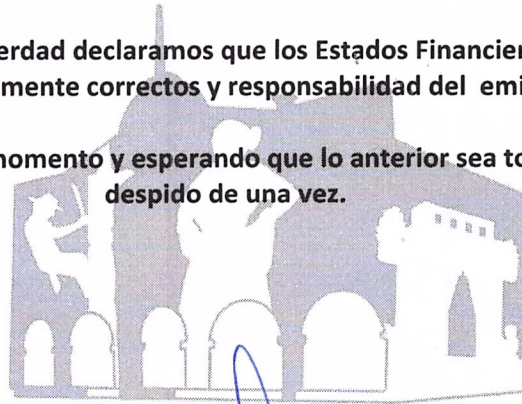 erdad declaramos que los Estados Financier
mente correctos y responsabilidad del emi
omento y esperando que lo anterior sea to
despido de una vez.